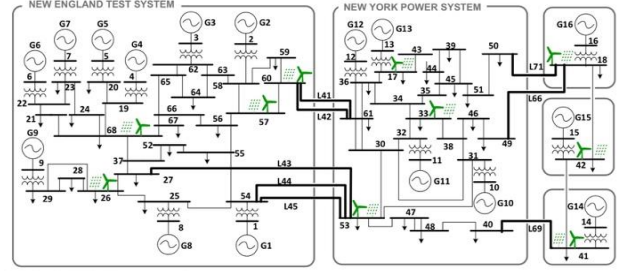 NEW ENGLAND TEST SYSTEM
NEW YORK POWER SYSTEM
G7 G5 G3 G2 G12 G13 G16
G6 G4 59 43 39 50 16
7 5 3 2 12 13 44 L71 18
6 23 20 4 62 63 60 36 17 45
22 19 65 64 58 L41 34 35 51 L66
21 24 66 57 L42 61 33 46 49 G15
G9 68 67 56 32 38 15
52 55 30 11 31
9 37 L43 G11 10 42
28 27 L44 G10
29 26 25 54 L45 53 47 40 L69 G14
8 1 48 14
G8 G1 41